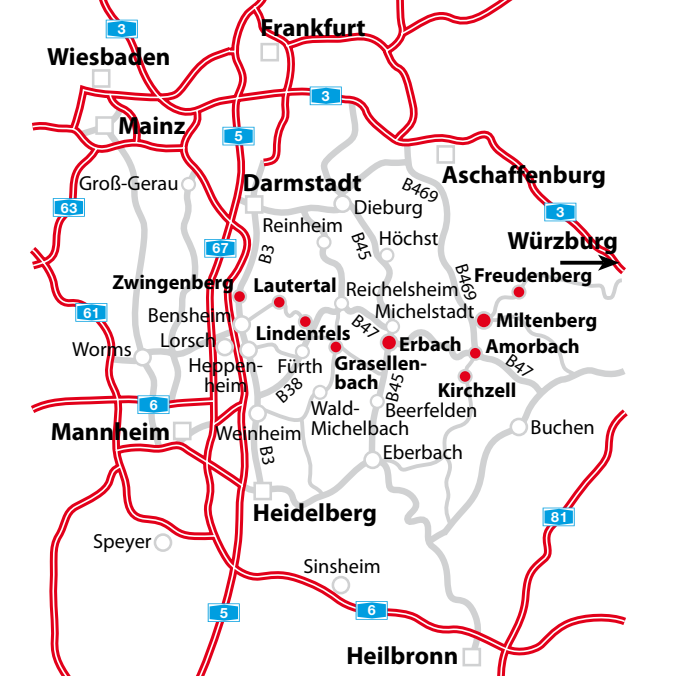 3
Frankfurt
Wiesbaden
3
Mainz
5
Aschaffenburg
Groß-Gerau
Darmstadt
B469
63
Dieburg
3
Reinheim
Würzburg
67
B3
B45
Höchst
Zwingenberg
Lautertal
B469
Freudenberg
Reichelsheim
61
Bensheim
Michelstadt
Miltenberg
Lindenfels
B47
Lorsch
Erbach
Amorbach
Worms
Heppen-
heim
Fürth
Grasellen-
bach
B47
B38
B45
Kirchzell
6
Wald-
Michelbach
Beerfelden
Mannheim
Weinheim
Buchen
B3
Eberbach
Heidelberg
81
Speyer
Sinsheim
5
6
Heilbronn